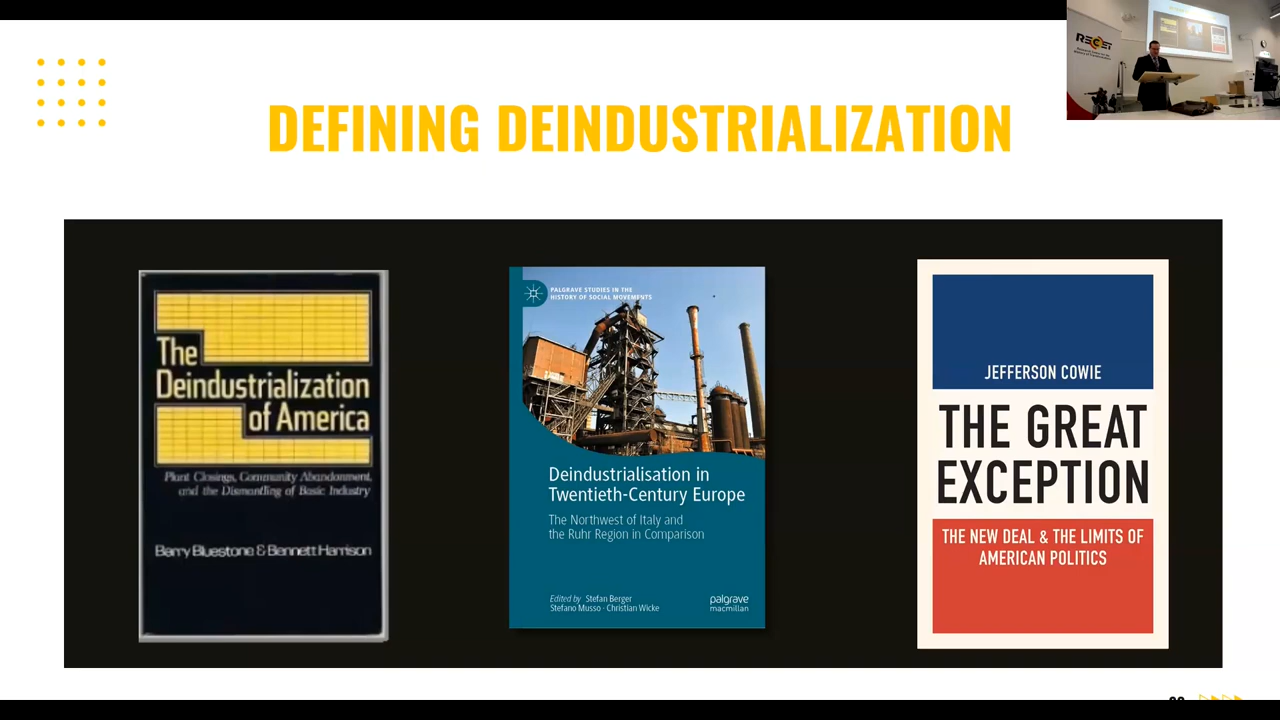 DEFINING DEINDUSTRIALIZATION
RECET
The
Deindustrialization
of America
Plant Closings, Community Abandonment,
and the Dismantling of Basic Industry
Barry Bluestone & Bennett Harrison
PALGRAVE STUDIES IN THE
HISTORY OF SOCIAL MOVEMENTS
Deindustrialisation in
Twentieth-Century Europe
The Northwest of Italy and
the Ruhr Region in Comparison
Edited by Stefan Berger
Stefano Musso · Christian Wicke
palgrave
macmillan
JEFFERSON COWIE
THE GREAT
EXCEPTION
THE NEW DEAL & THE LIMITS OF
AMERICAN POLITICS